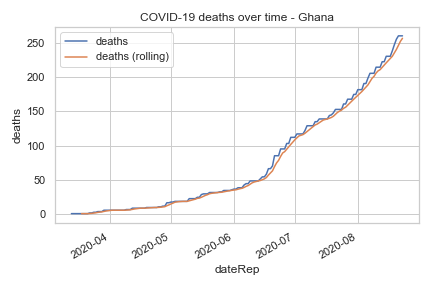 COVID-19 deaths over time - Ghana
deaths
deaths (rolling)
250
200
150
100
50
0
deaths
2020-04
2020-05
2020-06
2020-07
2020-08
dateRep